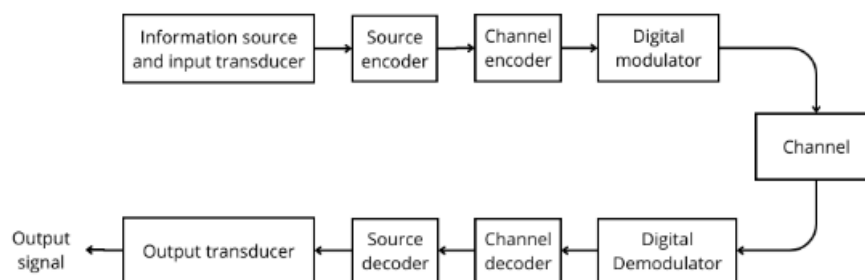 Information source
and input transducer
Source
encoder
Channel
encoder
Digital
modulator
Channel
Output
signal
Output transducer
Source
decoder
Channel
decoder
Digital
Demodulator